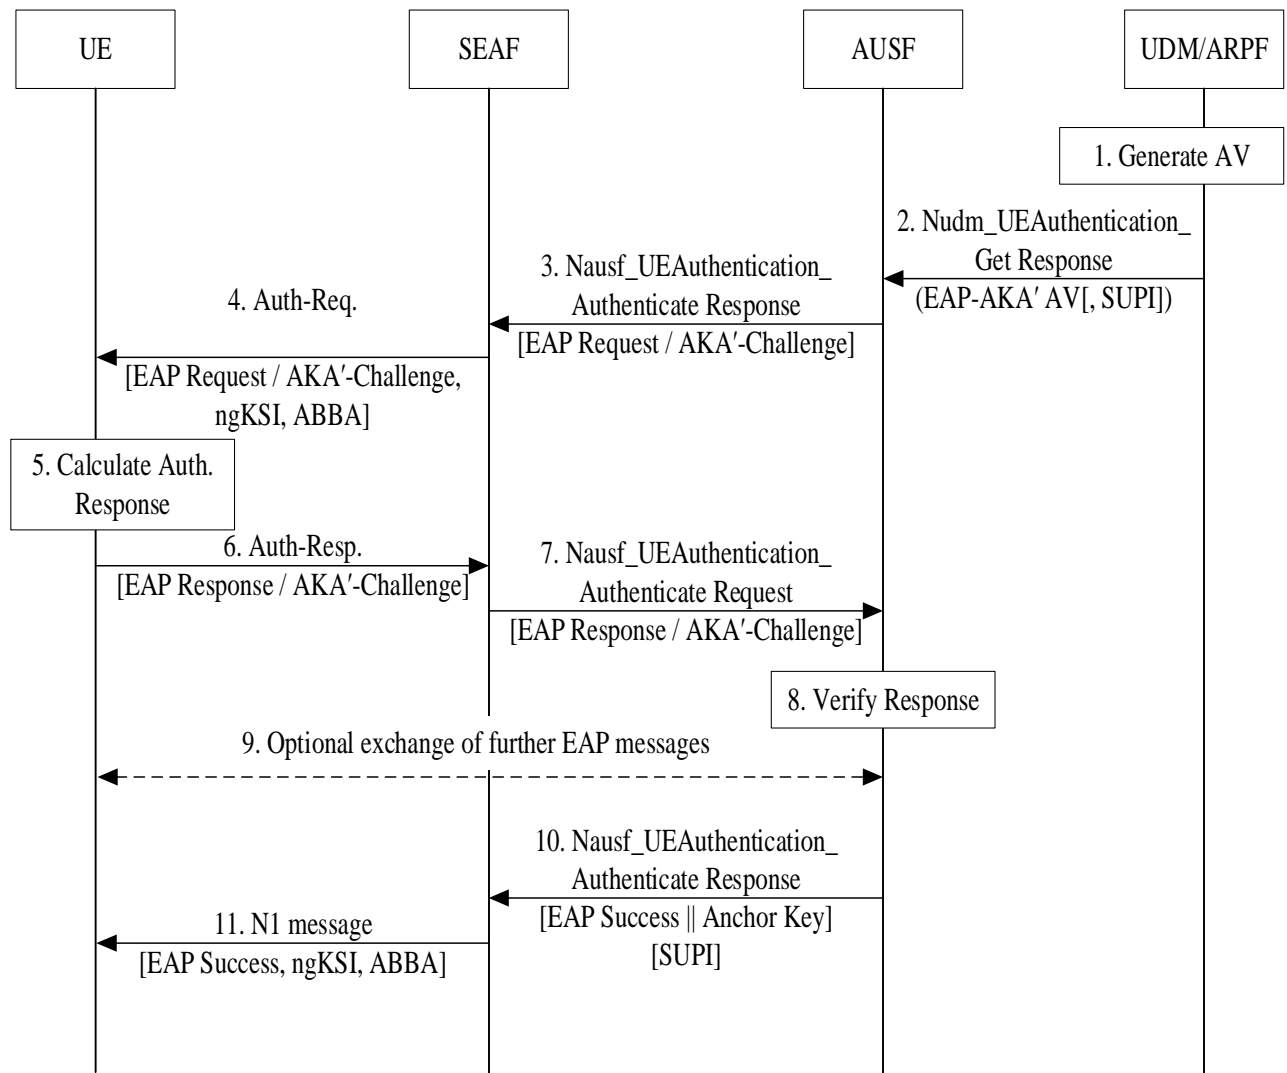 UE
SEAF
AUSF
UDM/ARPF
1. Generate AV
2. Nudm_UEAuthentication_
Get Response
(EAP-AKA′ AV[, SUPI])
3. Nausf_UEAuthentication_
Authenticate Response
[EAP Request / AKA′-Challenge]
4. Auth-Req.
[EAP Request / AKA′-Challenge,
ngKSI, ABBA]
5. Calculate Auth.
Response
6. Auth-Resp.
[EAP Response / AKA′-Challenge]
7. Nausf_UEAuthentication_
Authenticate Request
[EAP Response / AKA′-Challenge]
8. Verify Response
9. Optional exchange of further EAP messages
10. Nausf_UEAuthentication_
Authenticate Response
[EAP Success || Anchor Key]
[SUPI]
11. N1 message
[EAP Success, ngKSI, ABBA]